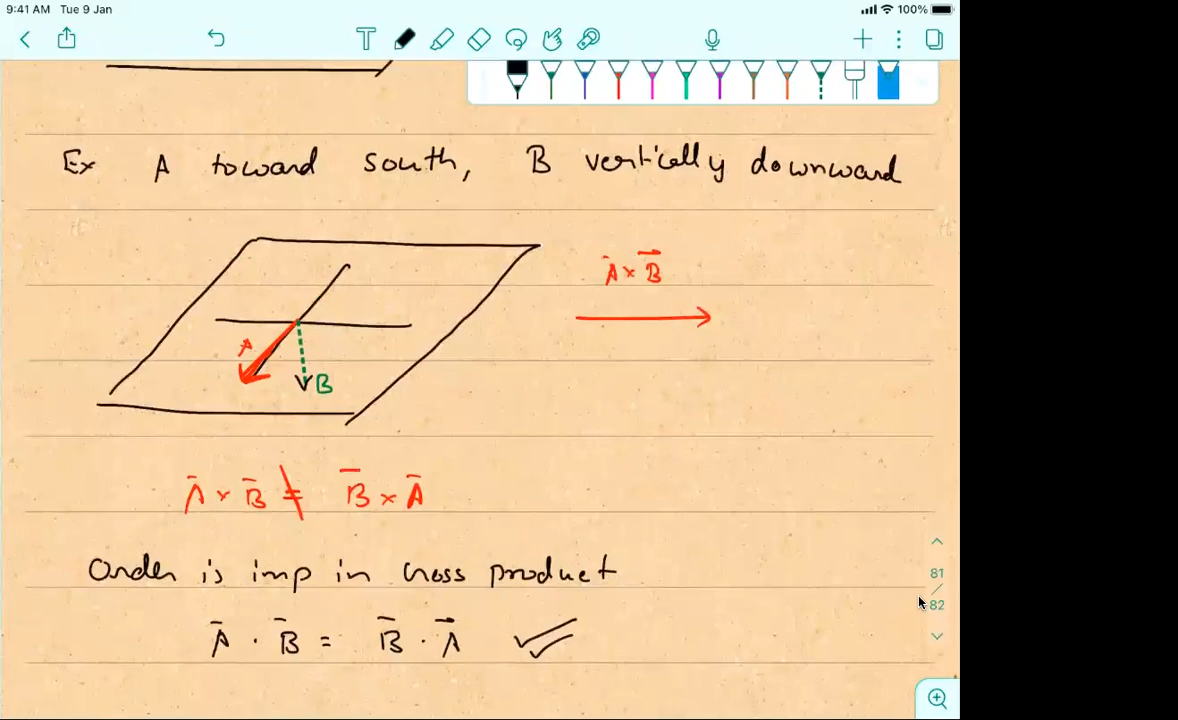 9:41 AM Tue 9 Jan
100%
T
Ex A toward south, B vertically downward
A × B
A
B
A × B ≠ B × A
Order is imp in cross product
A · B = B · A
81
/
82